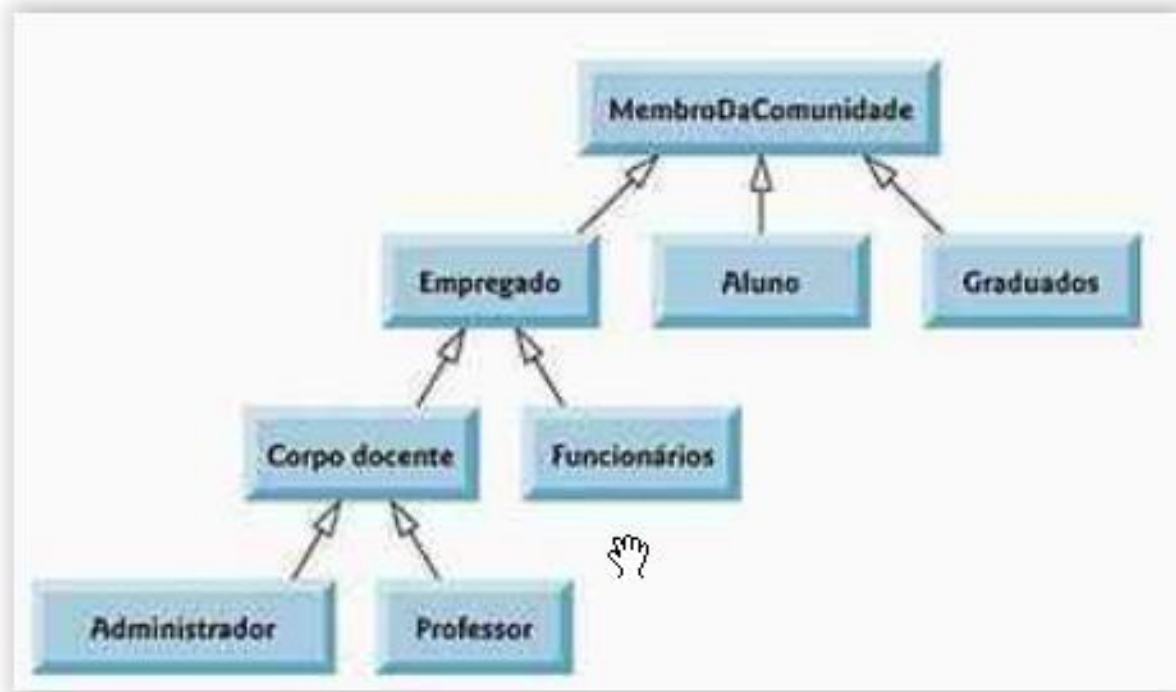 MembroDaComunidade
Empregado
Aluno
Graduados
Corpo docente
Funcionários
Administrador
Professor